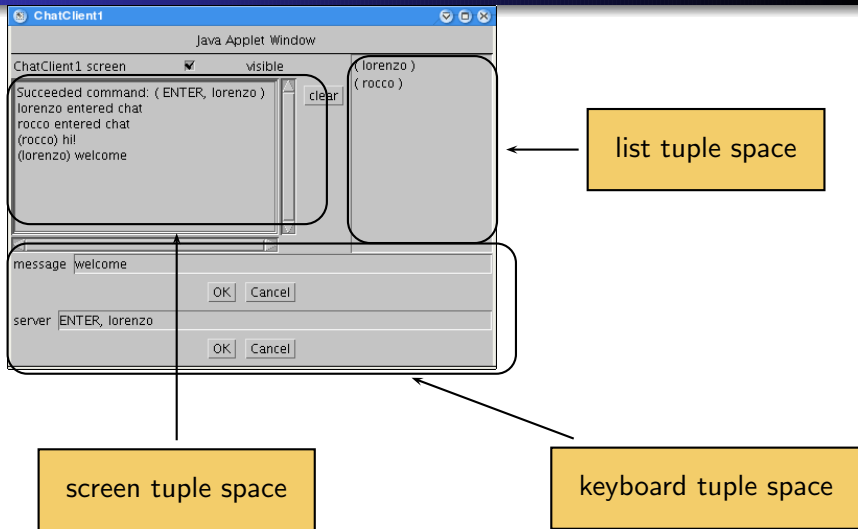 ChatClient1
Java Applet Window
ChatClient1 screen visible
Succeeded command: ( ENTER, lorenzo )
lorenzo entered chat
rocco entered chat
(rocco) hi!
(lorenzo) welcome
clear
( lorenzo )
( rocco )
list tuple space
message welcome
OK Cancel
server ENTER, lorenzo
OK Cancel
screen tuple space
keyboard tuple space